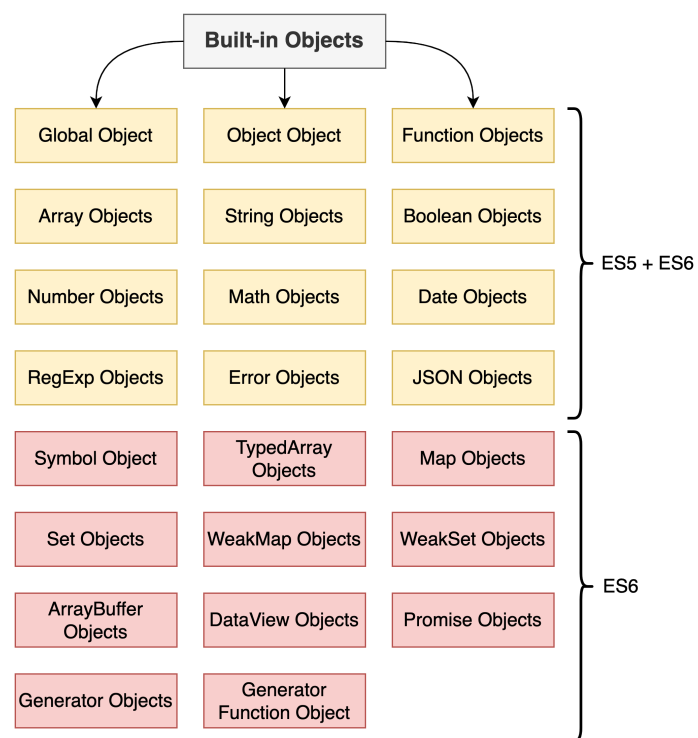 Built-in Objects
Global Object
Object Object
Function Objects
Array Objects
String Objects
Boolean Objects
ES5 + ES6
Number Objects
Math Objects
Date Objects
RegExp Objects
Error Objects
JSON Objects
Symbol Object
TypedArray
Objects
Map Objects
Set Objects
WeakMap Objects
WeakSet Objects
ES6
ArrayBuffer
Objects
DataView Objects
Promise Objects
Generator Objects
Generator
Function Object